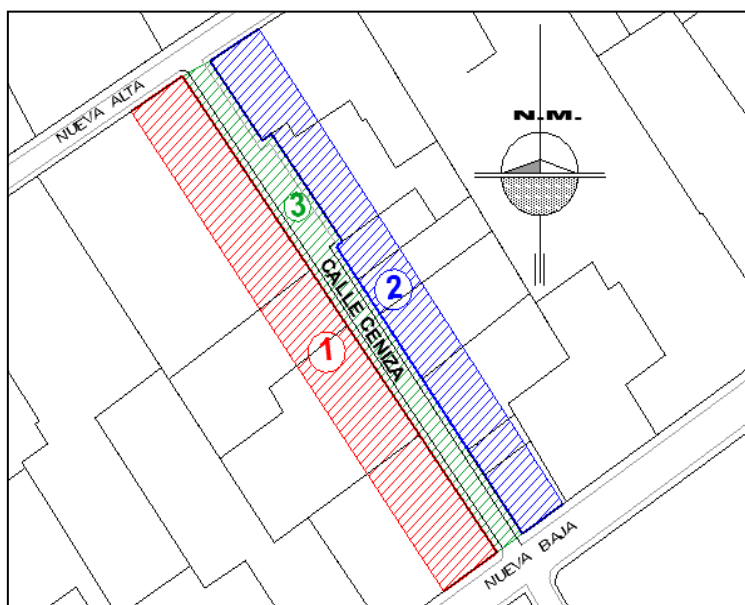 NUEVA ALTA
N.M.
3
CALLE CENIZA
2
1
NUEVA BAJA